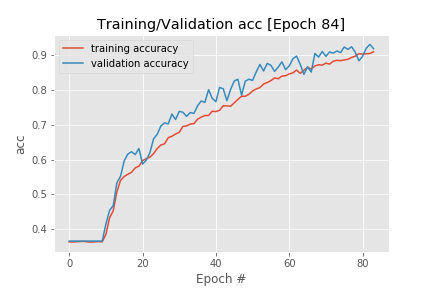 Training/Validation acc [Epoch 84]
training accuracy
validation accuracy
0.9
0.8
0.7
0.6
0.5
0.4
acc
0 20 40 60 80
Epoch #